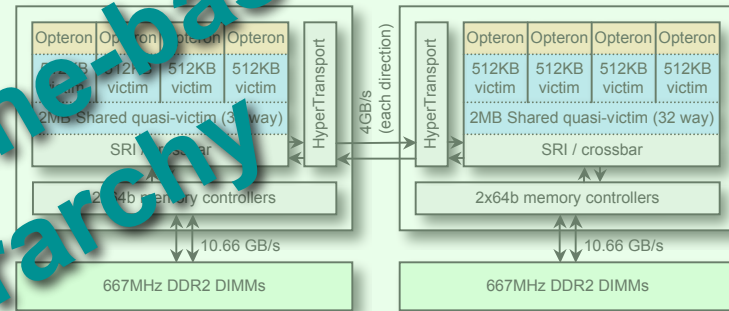 Opteron Opteron Opteron Opteron
512KB victim 512KB victim 512KB victim 512KB victim
2MB Shared quasi-victim (32 way)
SRI / crossbar
HyperTransport
2x64b memory controllers
10.66 GB/s
667MHz DDR2 DIMMs
4GB/s
(each direction)
HyperTransport
Opteron Opteron Opteron Opteron
512KB victim 512KB victim 512KB victim 512KB victim
2MB Shared quasi-victim (32 way)
SRI / crossbar
2x64b memory controllers
10.66 GB/s
667MHz DDR2 DIMMs